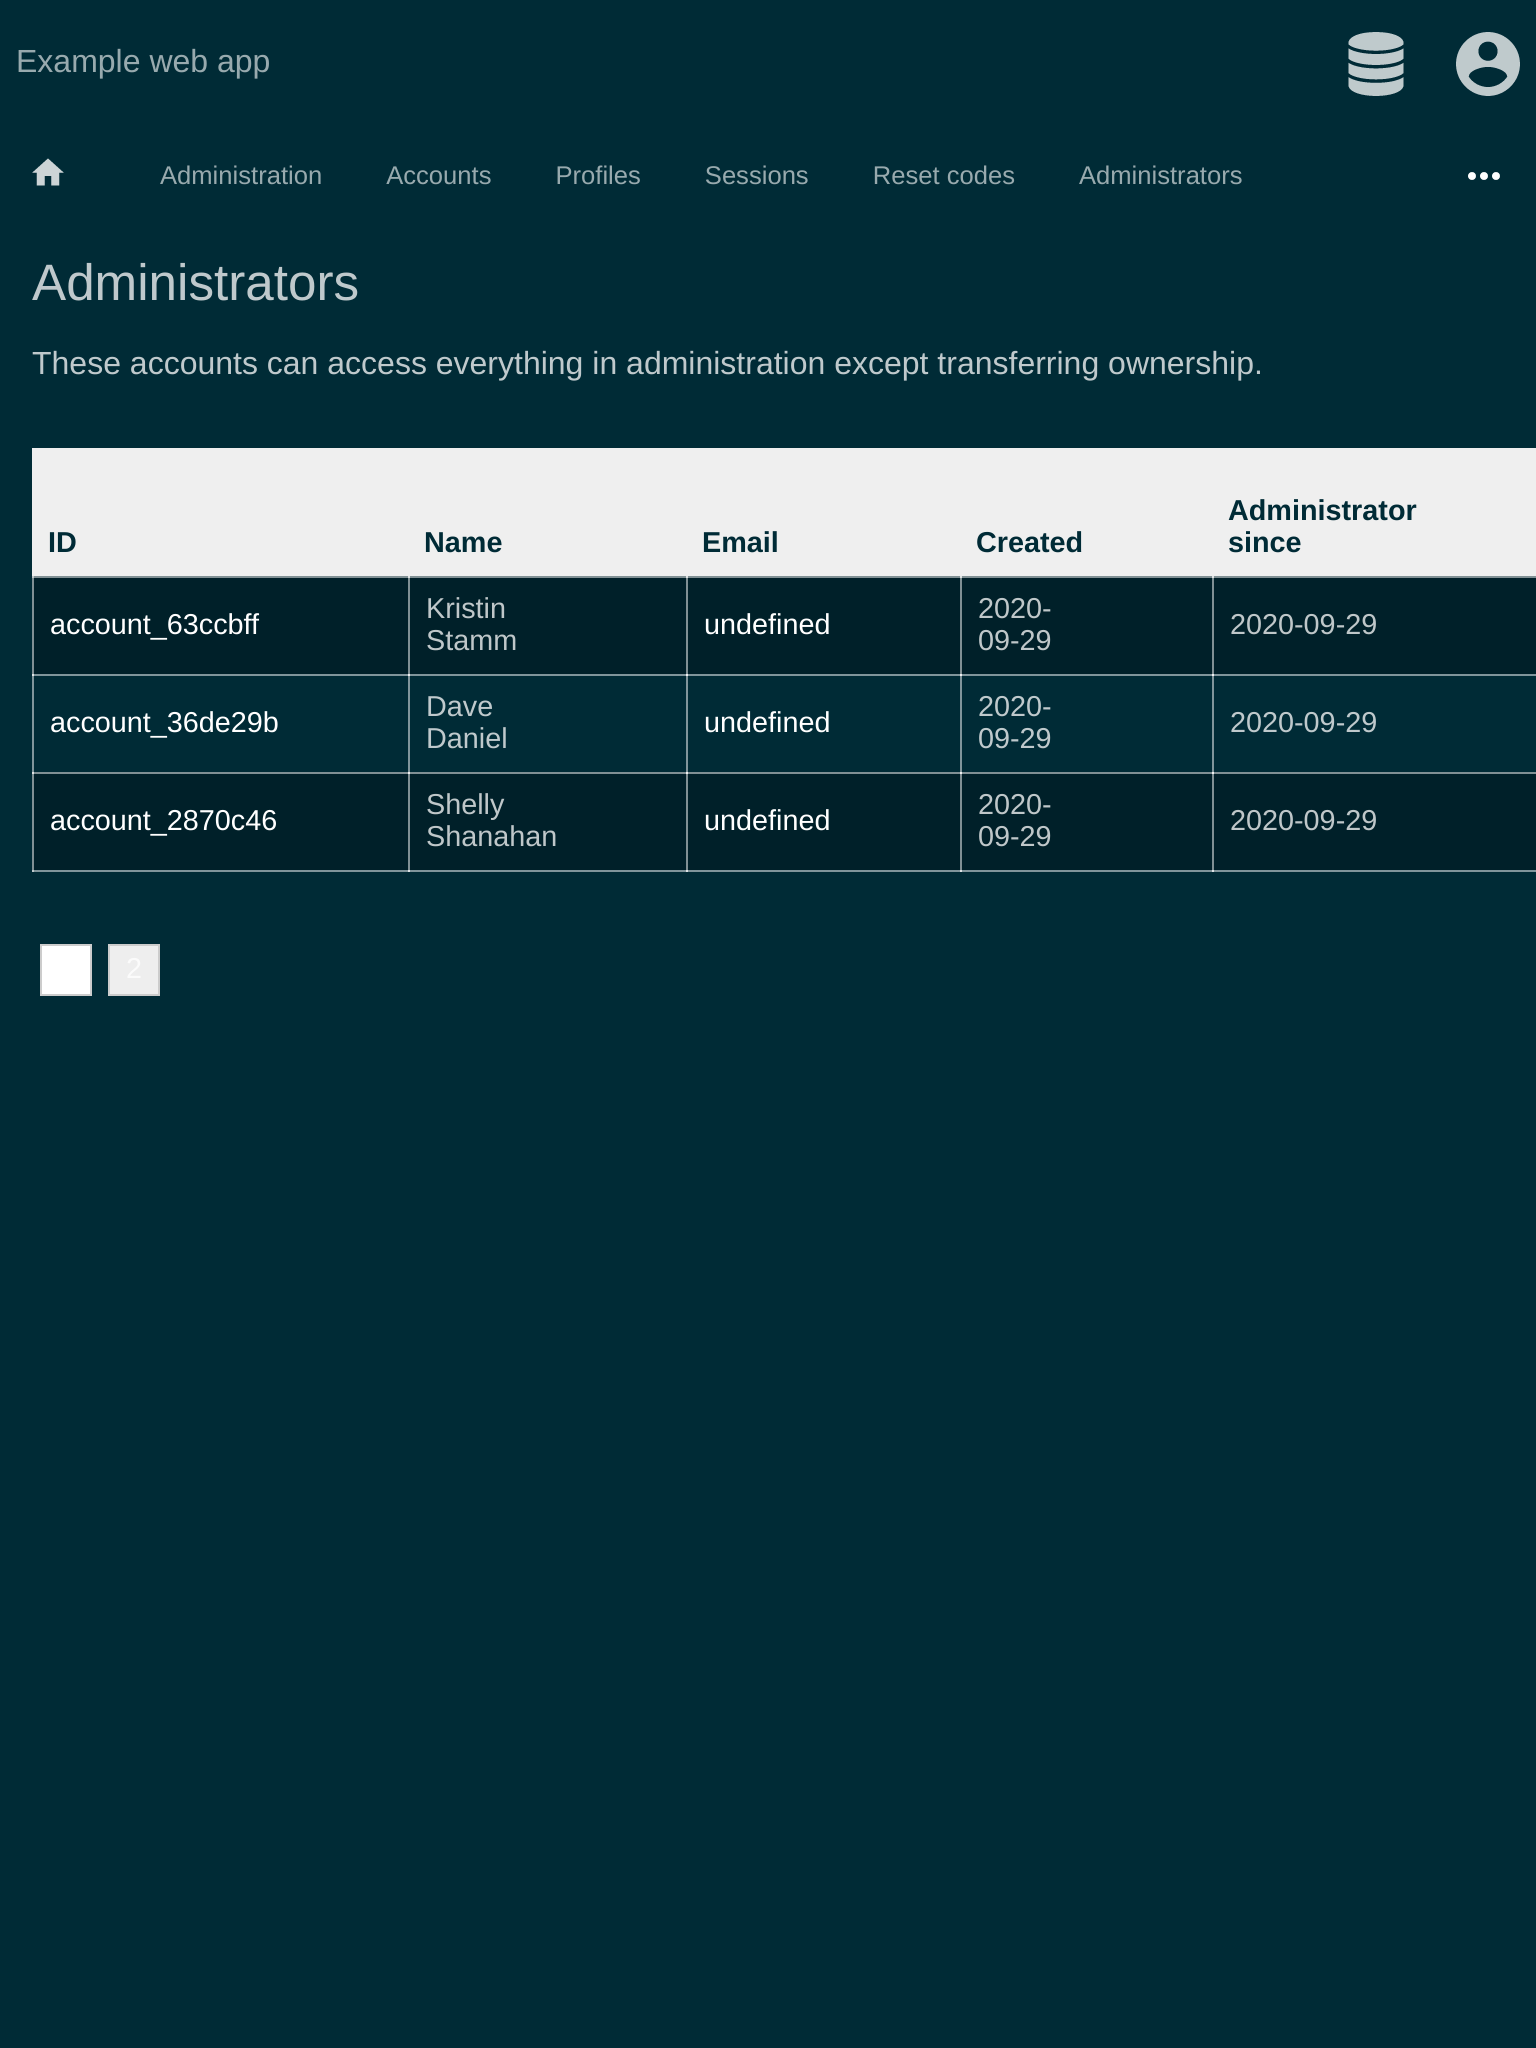 Example web app
Administration Accounts Profiles Sessions Reset codes Administrators
Administrators
These accounts can access everything in administration except transferring ownership.
ID Name Email Created Administrator since
account_63ccbff Kristin Stamm undefined 2020-09-29 2020-09-29
account_36de29b Dave Daniel undefined 2020-09-29 2020-09-29
account_2870c46 Shelly Shanahan undefined 2020-09-29 2020-09-29
2